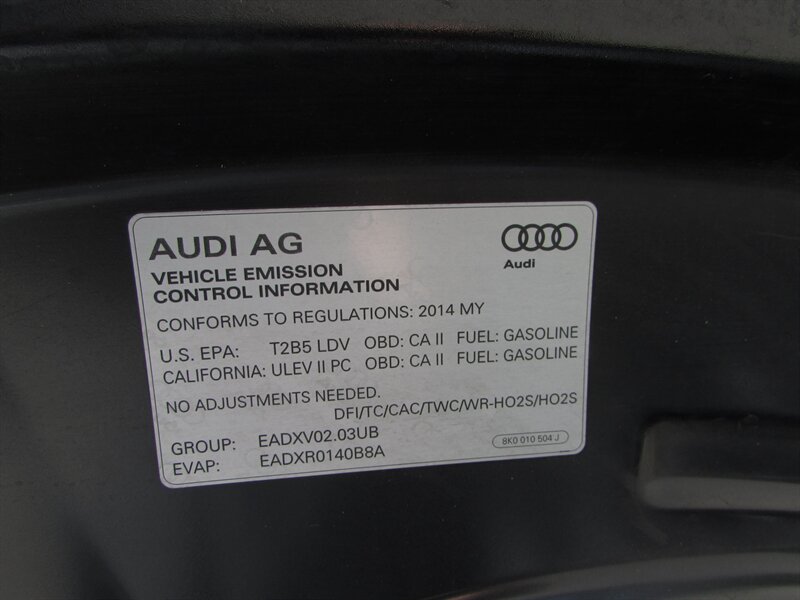 AUDI AG
Audi
VEHICLE EMISSION
CONTROL INFORMATION
CONFORMS TO REGULATIONS: 2014 MY
U.S. EPA: T2B5 LDV OBD: CA II FUEL: GASOLINE
CALIFORNIA: ULEV II PC OBD: CA II FUEL: GASOLINE
NO ADJUSTMENTS NEEDED.
DFI/TC/CAC/TWC/WR-HO2S/HO2S
GROUP: EADXV02.03UB
EVAP: EADXR0140B8A
8K0 010 504 J